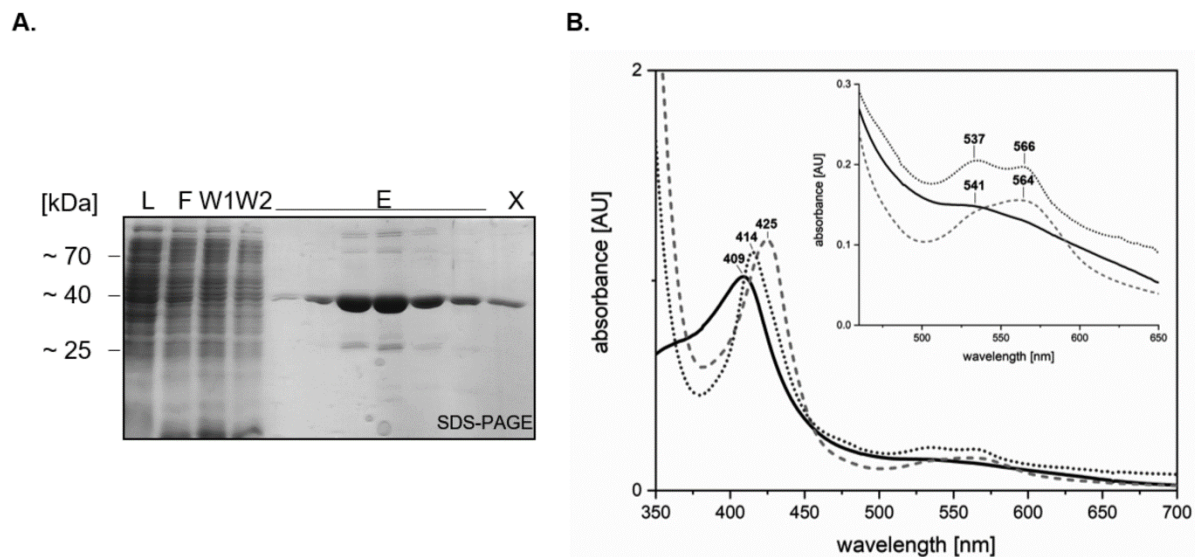 A.
B.
[kDa] L F W1W2 E X
~ 70
~ 40
~ 25
SDS-PAGE
2
0
absorbance [AU]
350 400 450 500 550 600 650 700
wavelength [nm]
409 414 425
0.3
0.2
0.1
0.0
absorbance [AU]
500 550 600 650
wavelength [nm]
537 566
541 564